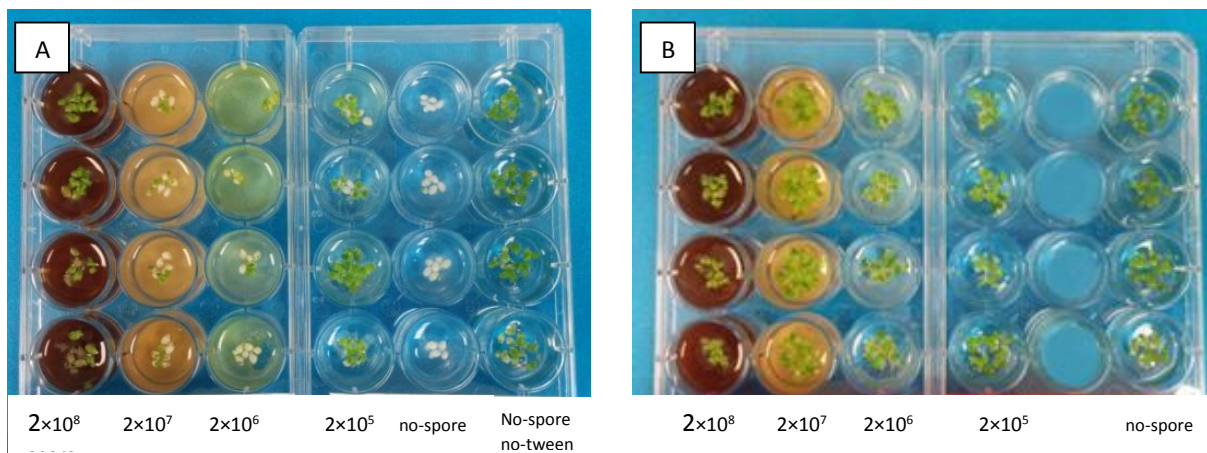 A
B
2×10⁸ 2×10⁷ 2×10⁶ 2×10⁵ no-spore No-spore
no-tween
2×10⁸ 2×10⁷ 2×10⁶ 2×10⁵ no-spore